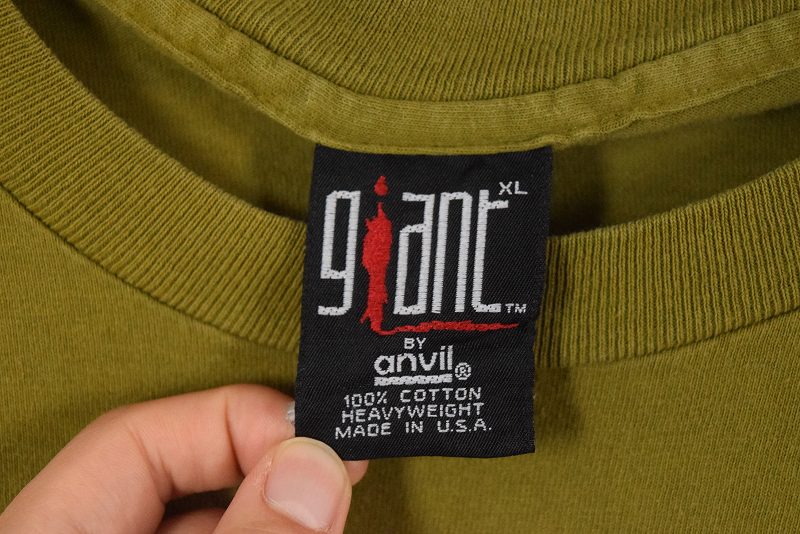 giant XL
TM
BY
anvil®
100% COTTON
HEAVYWEIGHT
MADE IN U.S.A.